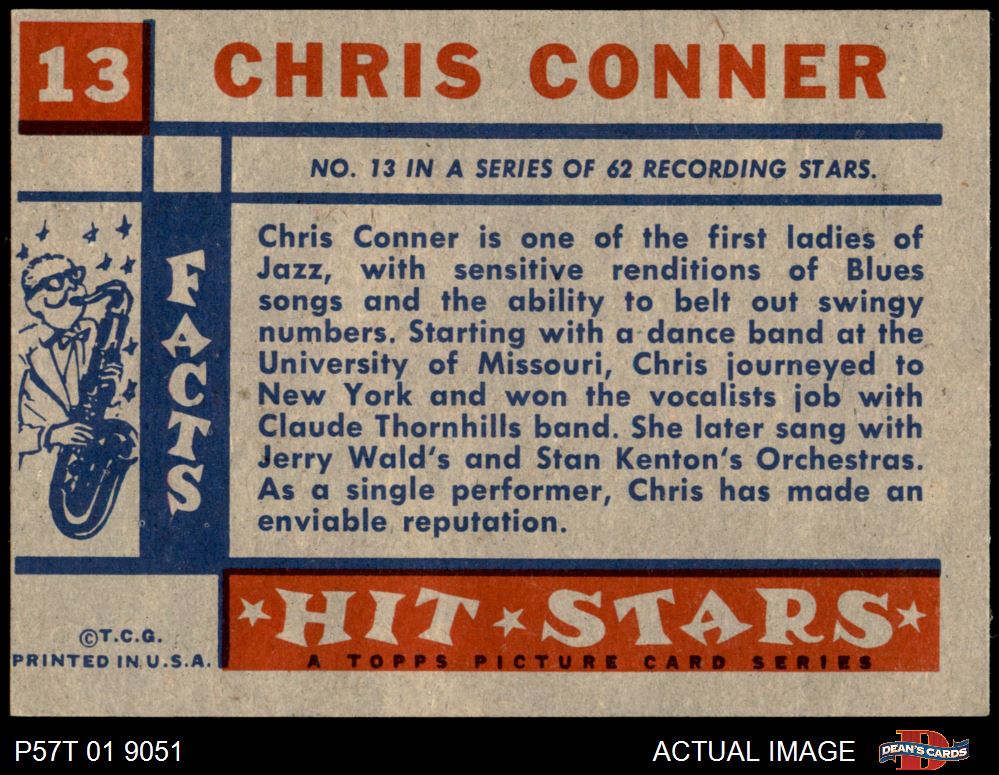 13
CHRIS CONNER
NO. 13 IN A SERIES OF 62 RECORDING STARS.
FACTS
Chris Conner is one of the first ladies of
Jazz, with sensitive renditions of Blues
songs and the ability to belt out swingy
numbers. Starting with a dance band at the
University of Missouri, Chris journeyed to
New York and won the vocalists job with
Claude Thornhills band. She later sang with
Jerry Wald's and Stan Kenton's Orchestras.
As a single performer, Chris has made an
enviable reputation.
©T.C.G.
PRINTED IN U.S.A.
HIT STARS
A TOPPS PICTURE CARD SERIES
P57T 01 9051
ACTUAL IMAGE
D
DEAN'S CARDS